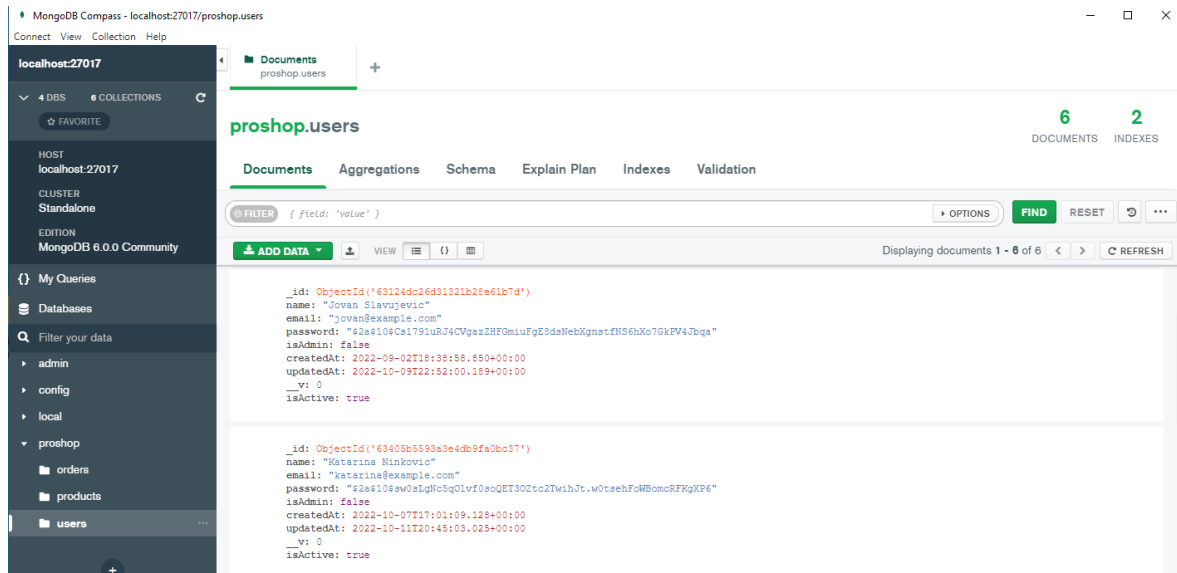 MongoDB Compass - localhost:27017/proshop.users
Connect View Collection Help
localhost:27017
4 DBS 6 COLLECTIONS
FAVORITE
HOST
localhost:27017
CLUSTER
Standalone
EDITION
MongoDB 6.0.0 Community
{} My Queries
Databases
Filter your data
admin
config
local
proshop
orders
products
users
Documents
proshop.users
proshop.users
6
DOCUMENTS
2
INDEXES
Documents Aggregations Schema Explain Plan Indexes Validation
FILTER { field: 'value' } OPTIONS FIND RESET
ADD DATA VIEW Displaying documents 1 - 6 of 6 REFRESH
_id: ObjectId('63124dc26d31321b28e61b7d')
name: "Jovan Slavujevic"
email: "jovan@example.com"
password: "$2a$10$Cs1791uRJ4CVgazZHFGmiuFgE8dsNebXgnstfNS6hXo7GkPV4Jbqa"
isAdmin: false
createdAt: 2022-09-02T18:38:58.850+00:00
updatedAt: 2022-10-09T22:52:00.189+00:00
__v: 0
isActive: true
_id: ObjectId('63405b5593a3e4db9fa0bc37')
name: "Katarina Ninkovic"
email: "katarina@example.com"
password: "$2a$10$sw0sLgNc5qOlvf0soQET3OZtc2TwihJt.w0tsehFoWBomcRFKgXP6"
isAdmin: false
createdAt: 2022-10-07T17:01:09.128+00:00
updatedAt: 2022-10-11T20:45:03.025+00:00
__v: 0
isActive: true